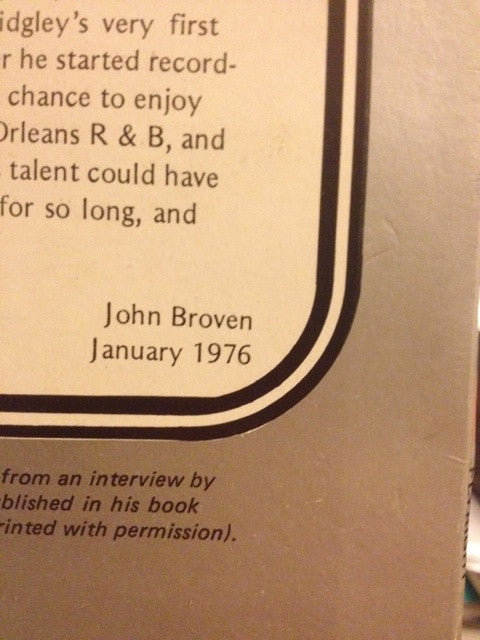 idgley's very first
r he started record-
chance to enjoy
Orleans R & B, and
talent could have
for so long, and
John Broven
January 1976
from an interview by
blished in his book
rinted with permission).